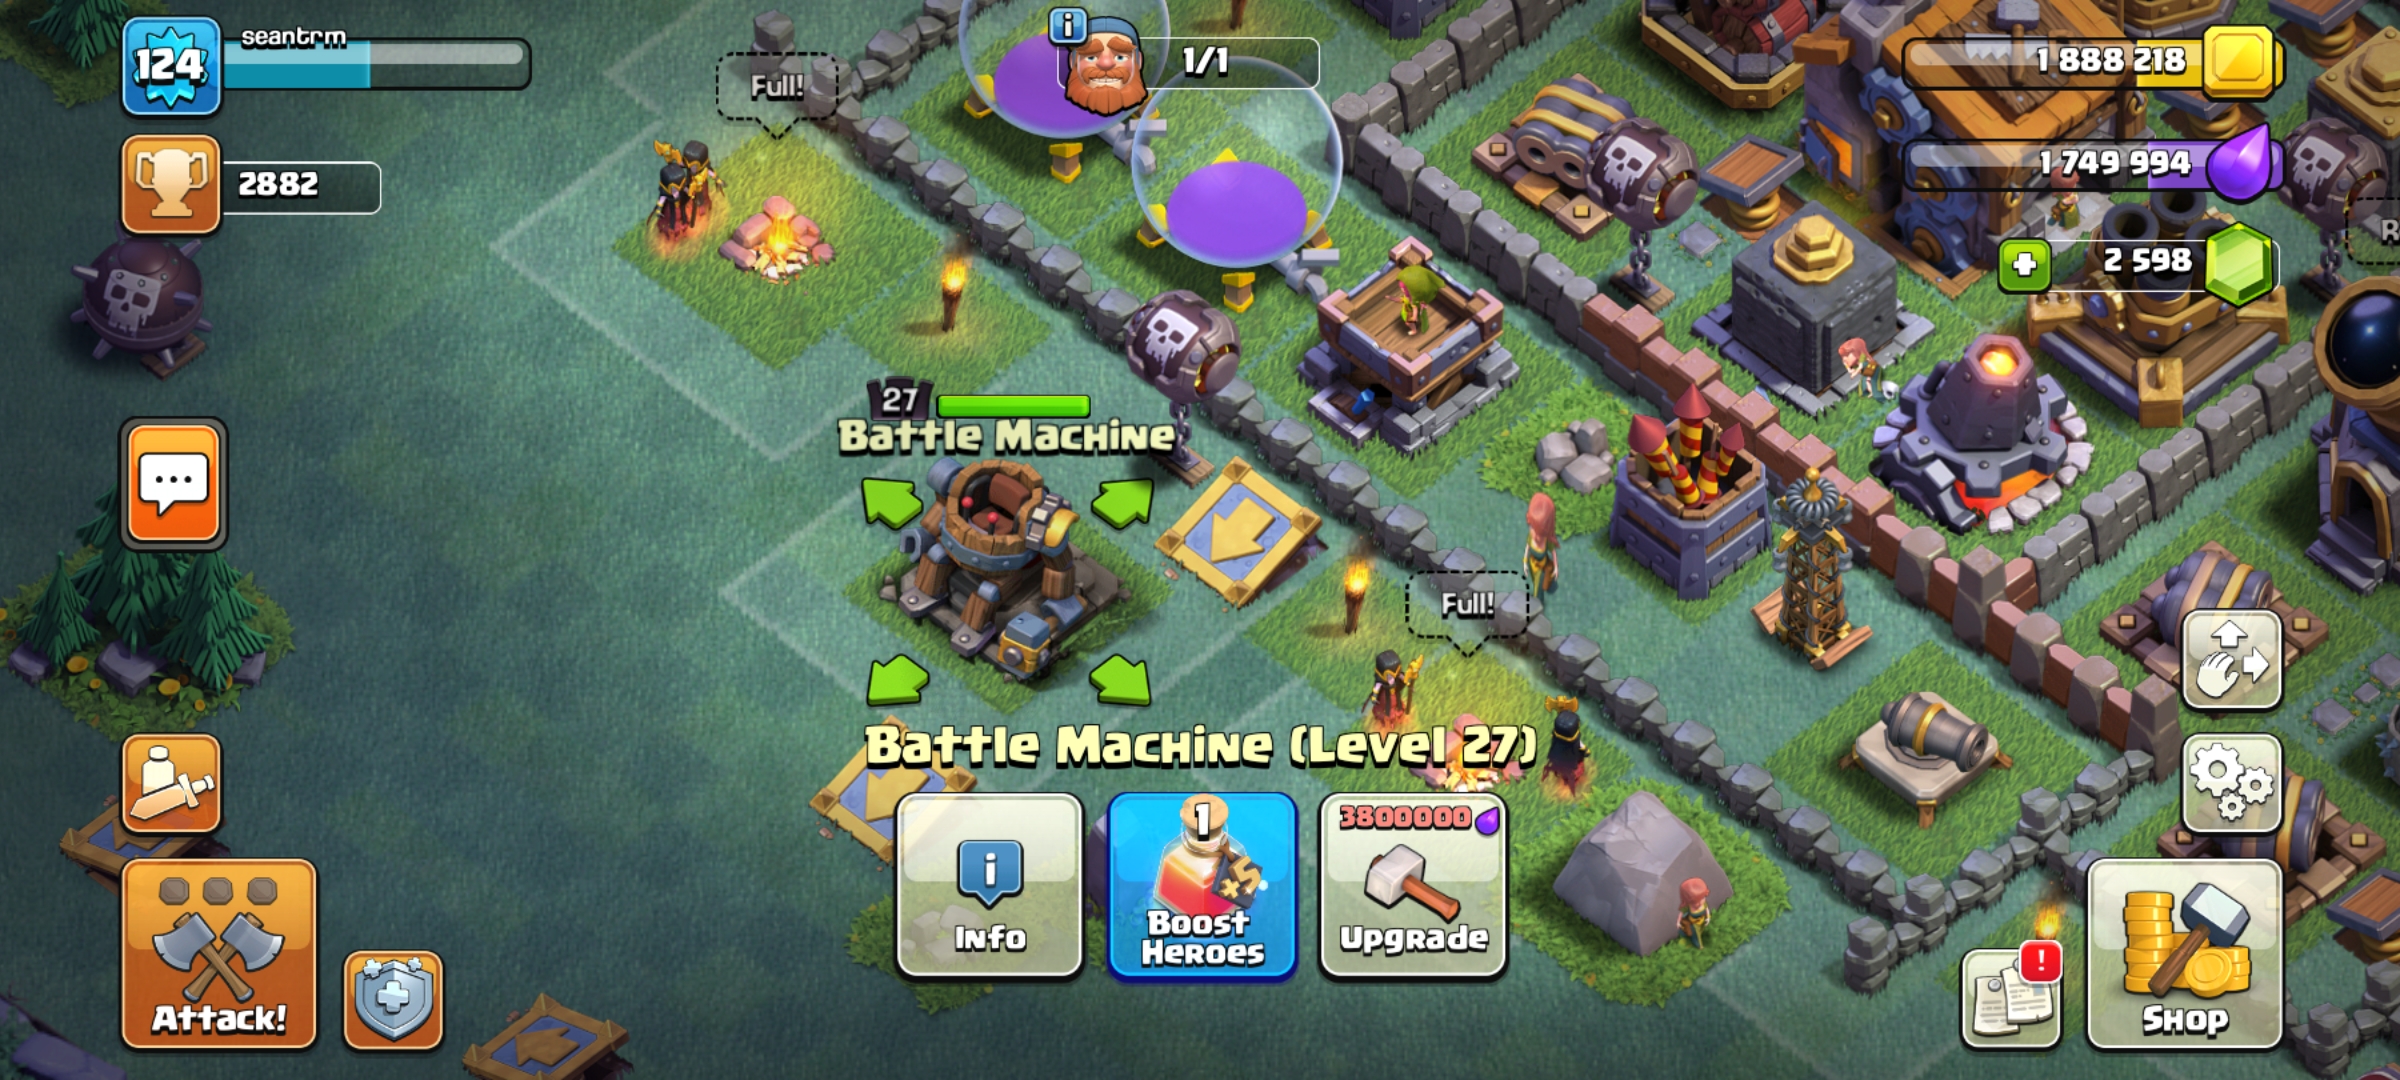 124
seantrm
1/1
1 888 218
Full!
1 749 994
2882
2 598
27
Battle Machine
Full!
Battle Machine (Level 27)
Info
1
+5
Boost
Heroes
3800000
Upgrade
Attack!
!
Shop